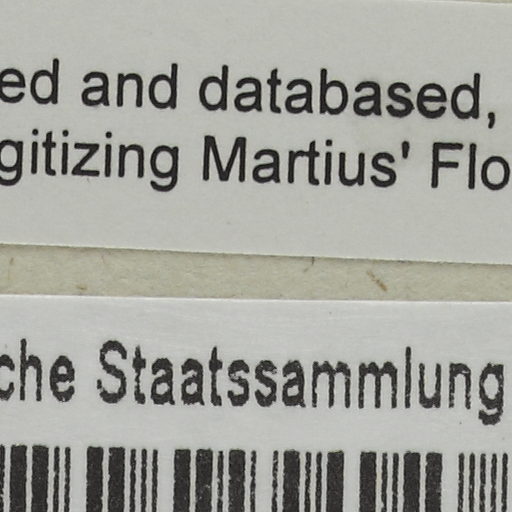 ed and databased,
gitizing Martius' Flo
che Staatssammlung